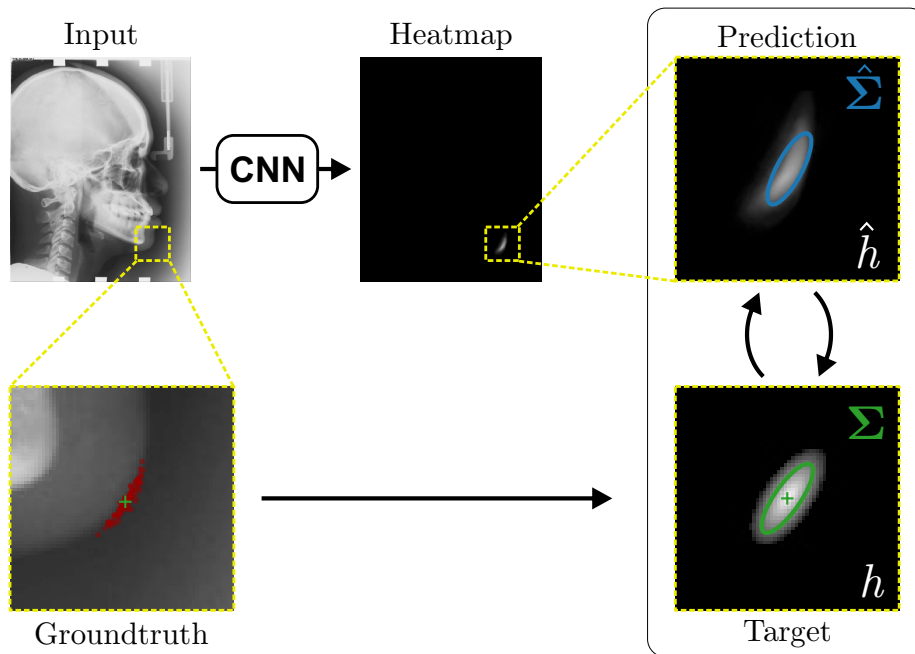 Input
Heatmap
Prediction
CNN
Σ̂
ĥ
Σ
h
Groundtruth
Target